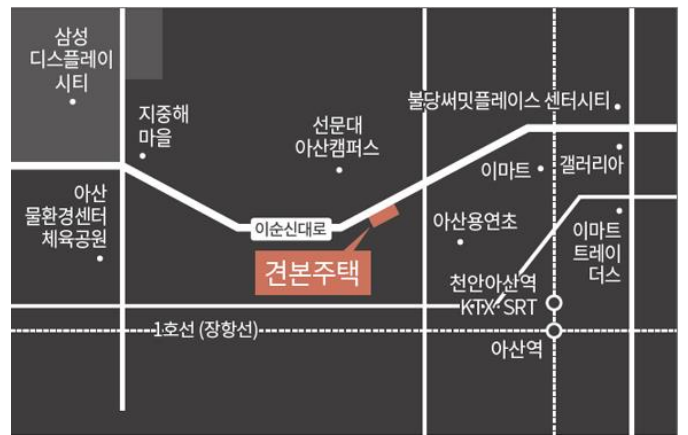 삼성
디스플레이
시티
지중해
마을
선문대
아산캠퍼스
불당써밋플레이스 센터시티
이마트
갤러리아
아산
물환경센터
체육공원
이순신대로
아산용연초
이마트
트레이
더스
견본주택
천안아산역
KTX·SRT
1호선 (장항선)
아산역